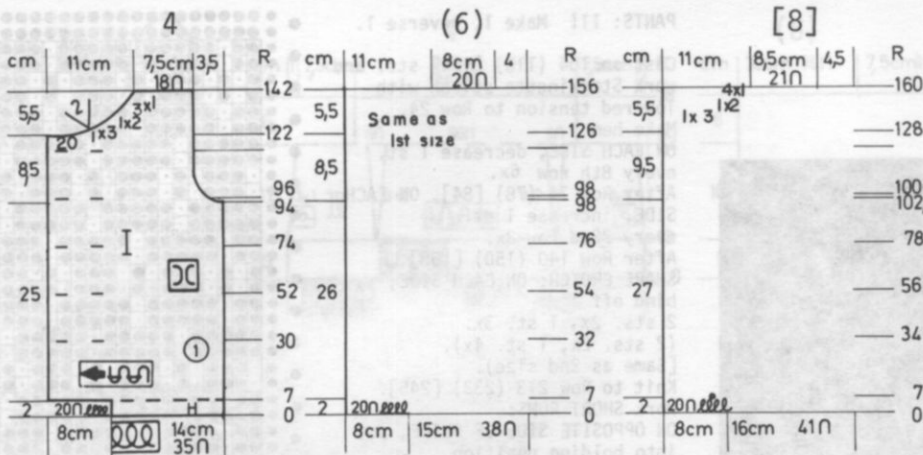 4 (6) [8]
cm 11cm 7,5cm 3,5 R cm 11cm 8cm 4 R cm 11cm 8,5cm 4,5 R
18∩ 20∩ 21∩
142 156 160
5,5 2 3x1 5,5 Same as 5,5 4x1
1x2 1x2
1x3 1st size 1x 3
122 126 128
20
8,5 8,5 9,5
96 98 100
94 98 102
74 76 78
25 52 26 54 27 56
30 32 34
1
7 7 7
2 20∩ H 0 2 20∩ 0 2 20∩ 0
8cm 14cm 8cm 15cm 38∩ 8cm 16cm 41∩
35∩
PANTS: III Make 1 reverse 1.